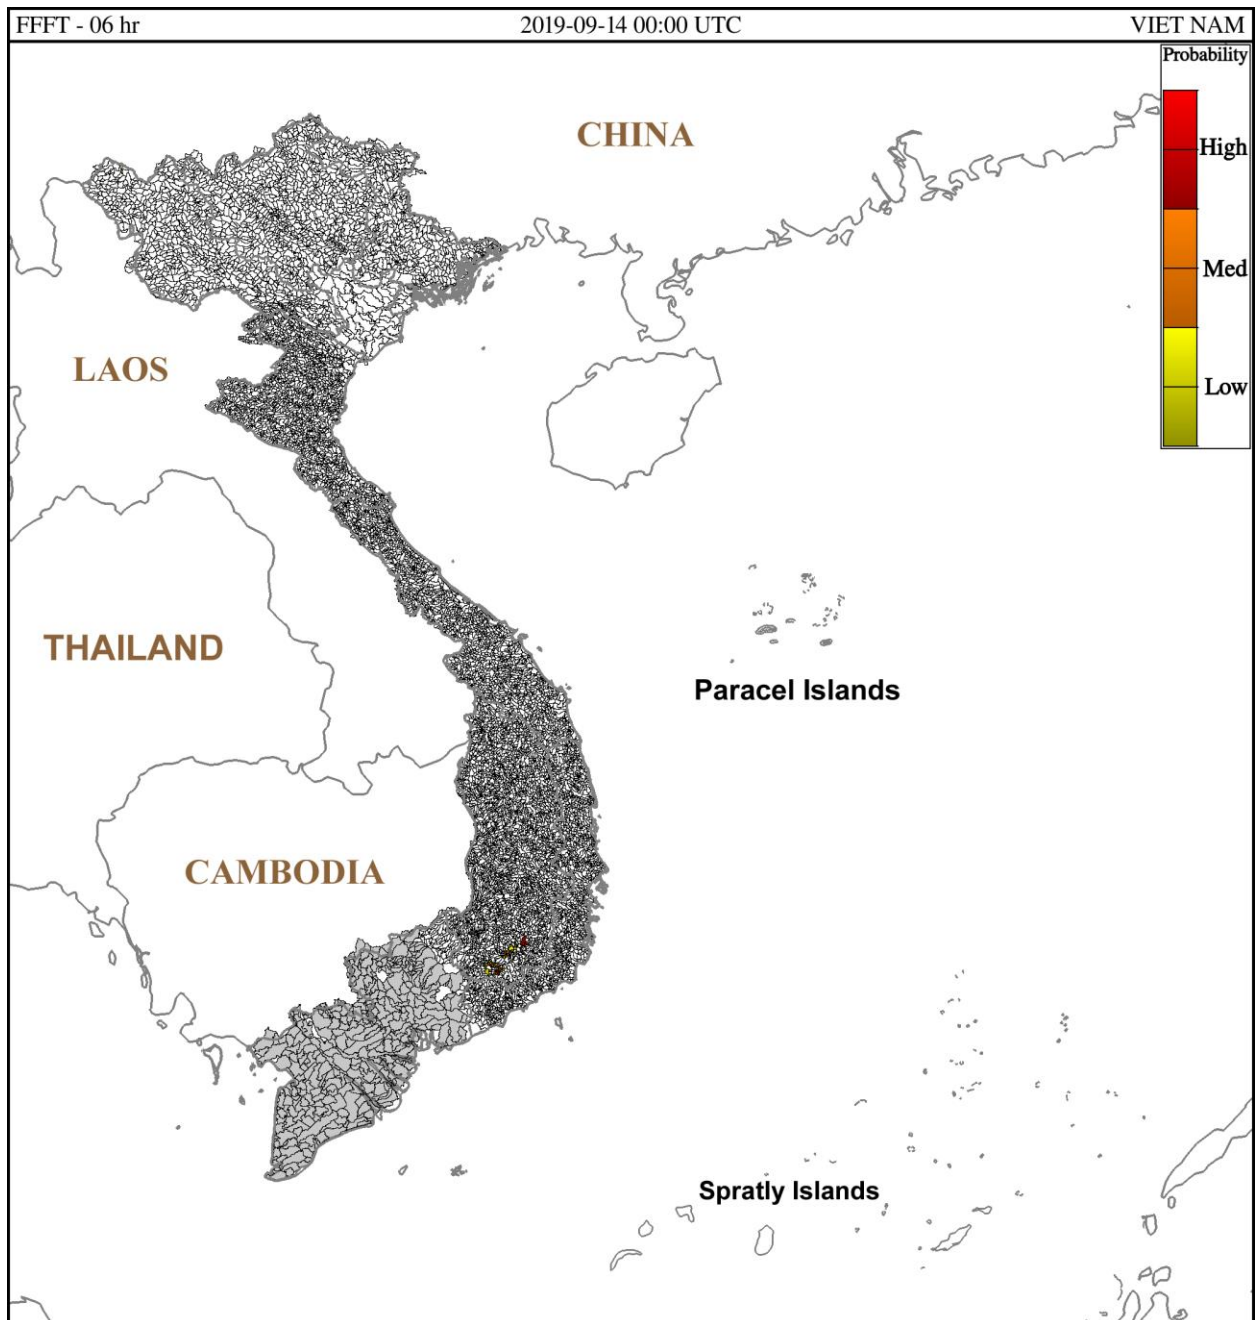 FFFT - 06 hr
2019-09-14 00:00 UTC
VIET NAM
Probability
High
Med
Low
CHINA
LAOS
THAILAND
Paracel Islands
CAMBODIA
Spratly Islands